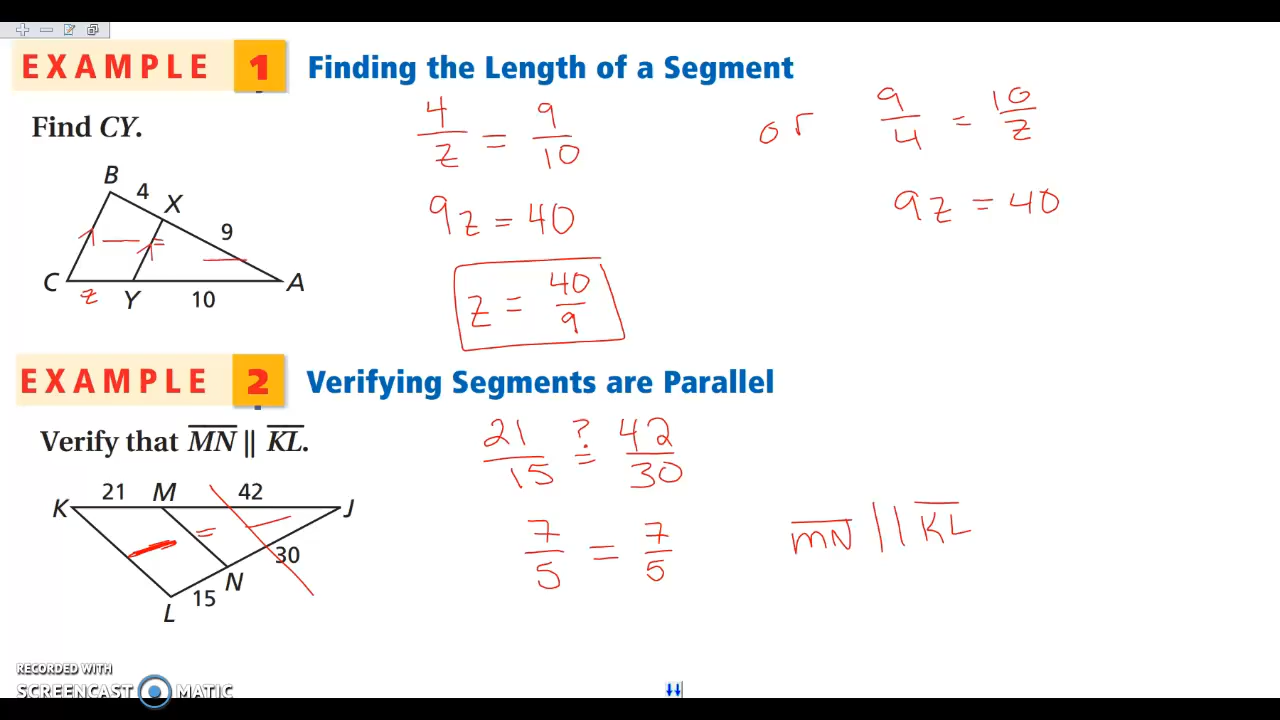 EXAMPLE 1 Finding the Length of a Segment
Find CY.
4/z = 9/10 or 9/4 = 10/z
9z = 40 9z = 40
z = 40/9
B
4
X
9
C
z
Y
10
A
EXAMPLE 2 Verifying Segments are Parallel
Verify that MN || KL.
21/15 ?= 42/30
7/5 = 7/5
MN || KL
K
21
M
42
J
=
30
N
15
L
RECORDED WITH
SCREENCAST MATIC